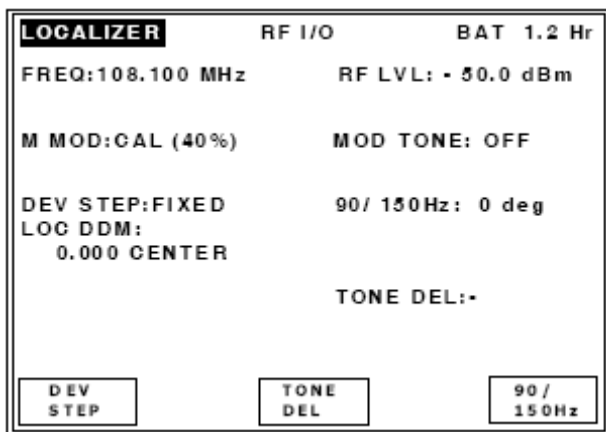 LOCALIZER RF I/O BAT 1.2 Hr
FREQ:108.100 MHz RF LVL: - 50.0 dBm
M MOD:CAL (40%) MOD TONE: OFF
DEV STEP:FIXED 90/ 150Hz: 0 deg
LOC DDM:
0.000 CENTER
TONE DEL:-
DEV STEP
TONE DEL
90/ 150Hz